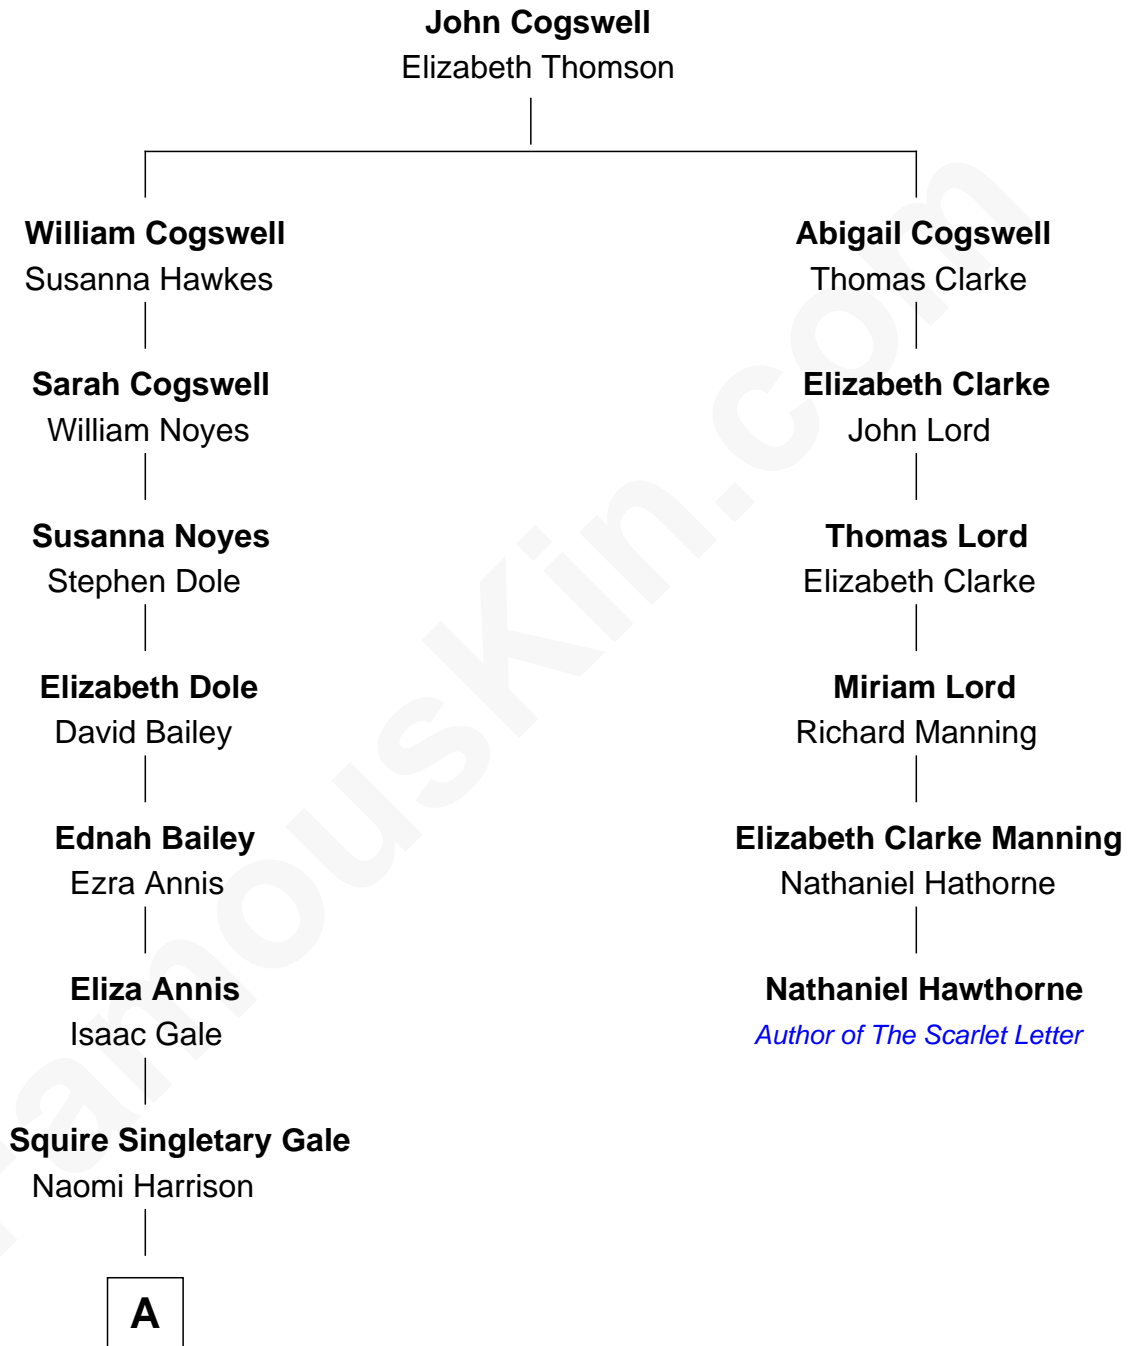 John Cogswell
Elizabeth Thomson
William Cogswell
Susanna Hawkes
Abigail Cogswell
Thomas Clarke
Sarah Cogswell
William Noyes
Elizabeth Clarke
John Lord
Susanna Noyes
Stephen Dole
Thomas Lord
Elizabeth Clarke
Elizabeth Dole
David Bailey
Miriam Lord
Richard Manning
Ednah Bailey
Ezra Annis
Elizabeth Clarke Manning
Nathaniel Hathorne
Eliza Annis
Isaac Gale
Nathaniel Hawthorne
Author of The Scarlet Letter
Squire Singletary Gale
Naomi Harrison
A
FamousKin.com